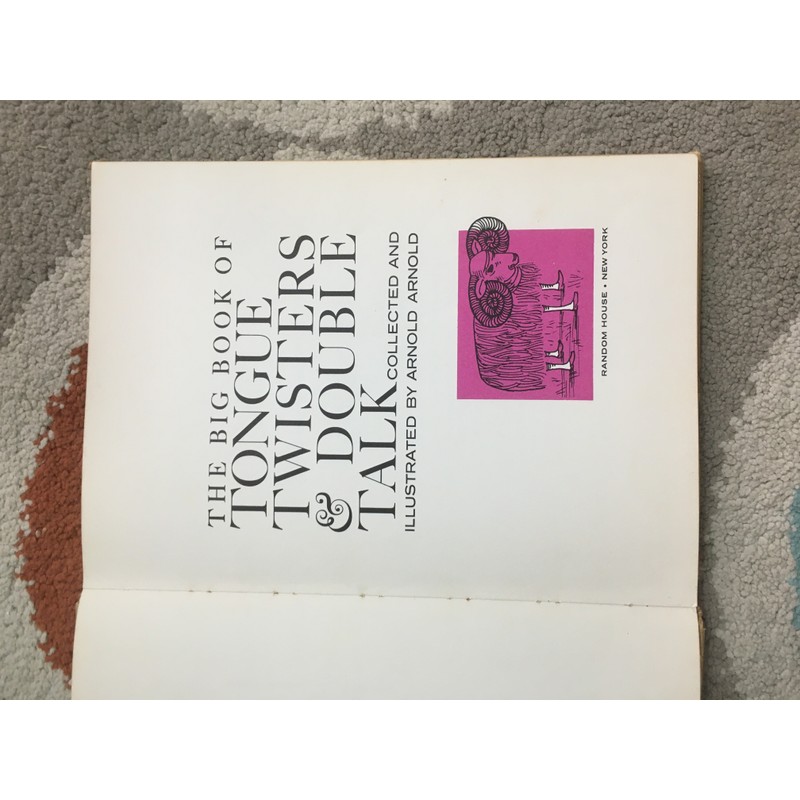 THE BIG BOOK OF
TONGUE
TWISTERS
& DOUBLE
TALK COLLECTED AND
ILLUSTRATED BY ARNOLD ARNOLD
RANDOM HOUSE • NEW YORK